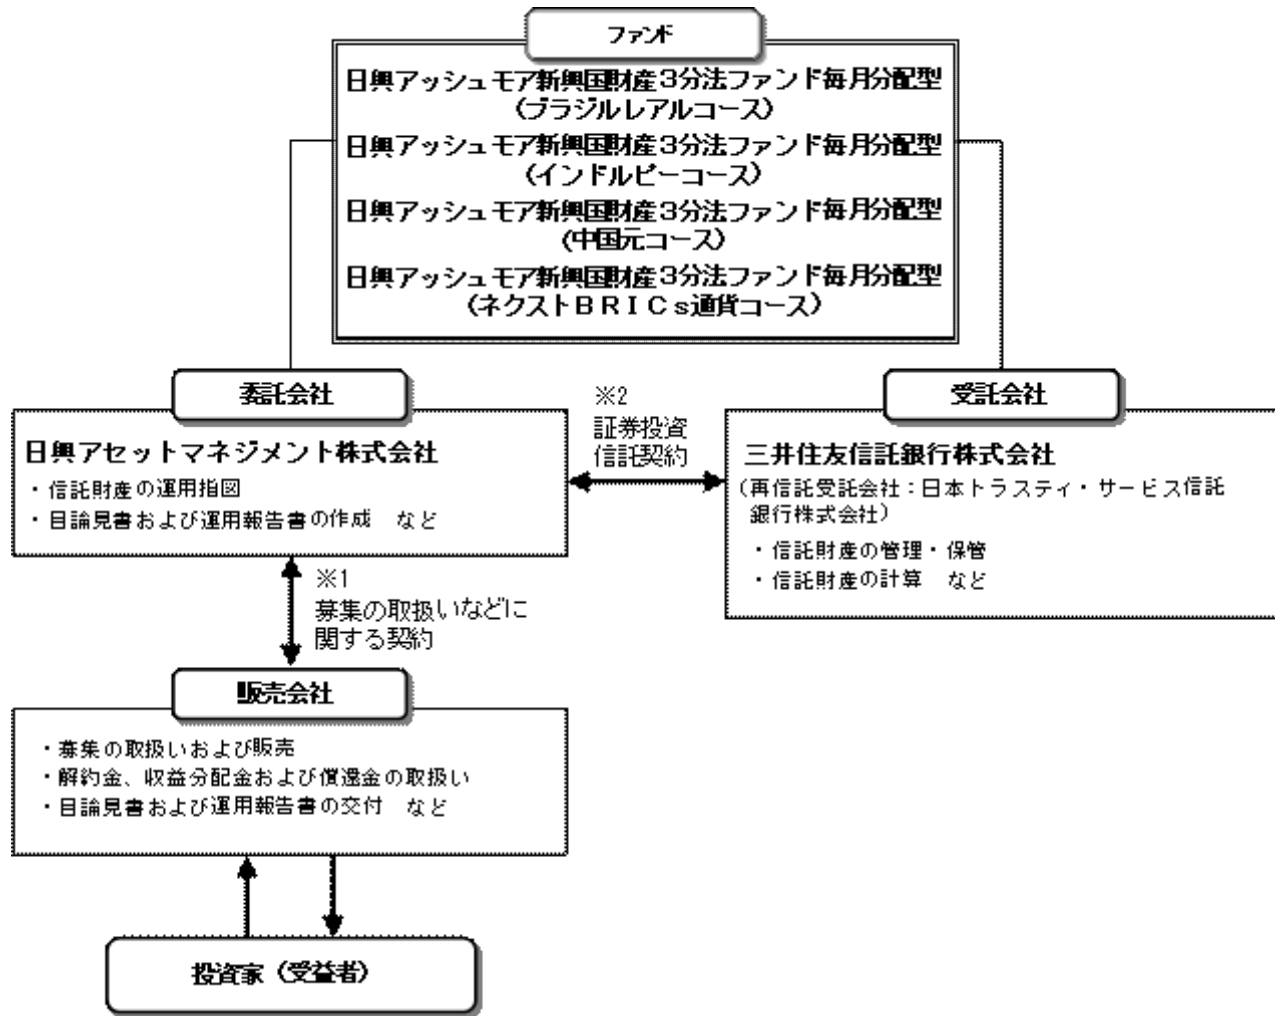 ファンド
日興アッシュモア新興国財産３分法ファンド毎月分配型
（ブラジルレアルコース）
日興アッシュモア新興国財産３分法ファンド毎月分配型
（インドルピーコース）
日興アッシュモア新興国財産３分法ファンド毎月分配型
（中国元コース）
日興アッシュモア新興国財産３分法ファンド毎月分配型
（ネクストＢＲＩＣｓ通貨コース）
委託会社
日興アセットマネジメント株式会社
・信託財産の運用指図
・目論見書および運用報告書の作成　など
※2
証券投資
信託契約
受託会社
三井住友信託銀行株式会社
（再信託受託会社：日本トラスティ・サービス信託
銀行株式会社）
・信託財産の管理・保管
・信託財産の計算　など
※1
募集の取扱いなどに
関する契約
販売会社
・募集の取扱いおよび販売
・解約金、収益分配金および償還金の取扱い
・目論見書および運用報告書の交付　など
投資家（受益者）